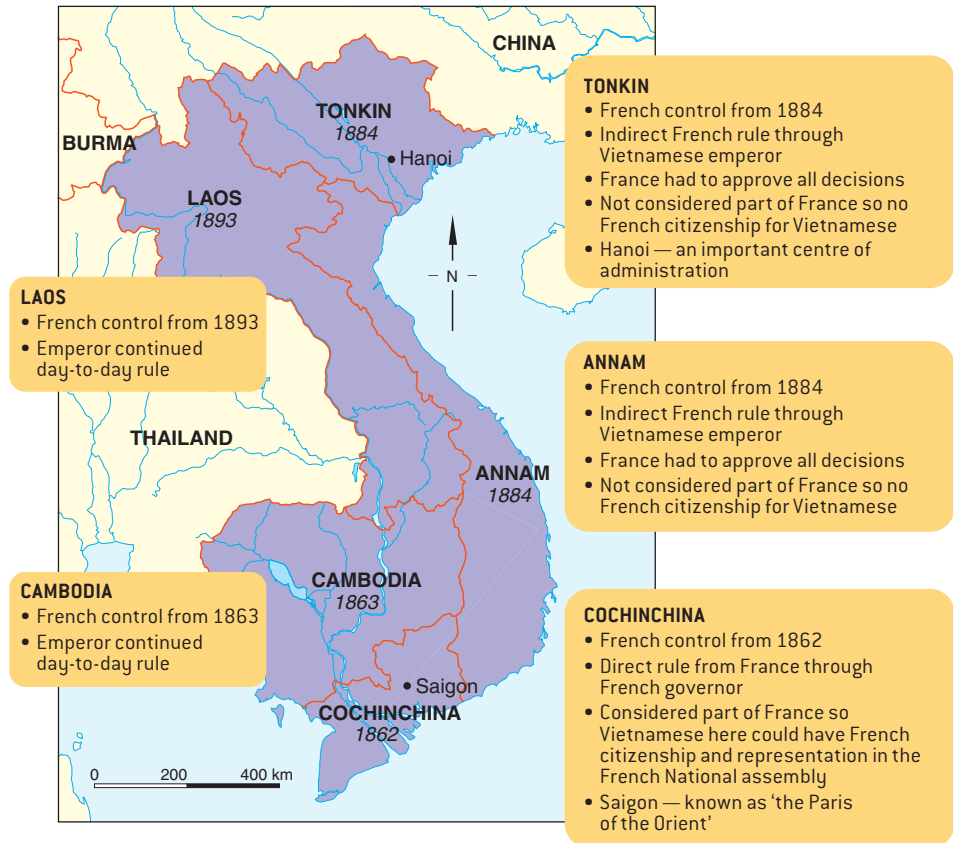 CHINA
TONKIN
1884
BURMA
Hanoi
LAOS
1893
N
THAILAND
ANNAM
1884
CAMBODIA
1863
Saigon
COCHINCHINA
1862
0 200 400 km
LAOS
• French control from 1893
• Emperor continued
day-to-day rule
CAMBODIA
• French control from 1863
• Emperor continued
day-to-day rule
TONKIN
• French control from 1884
• Indirect French rule through
Vietnamese emperor
• France had to approve all decisions
• Not considered part of France so no
French citizenship for Vietnamese
• Hanoi — an important centre of
administration
ANNAM
• French control from 1884
• Indirect French rule through
Vietnamese emperor
• France had to approve all decisions
• Not considered part of France so no
French citizenship for Vietnamese
COCHINCHINA
• French control from 1862
• Direct rule from France through
French governor
• Considered part of France so
Vietnamese here could have French
citizenship and representation in the
French National assembly
• Saigon — known as ‘the Paris
of the Orient’